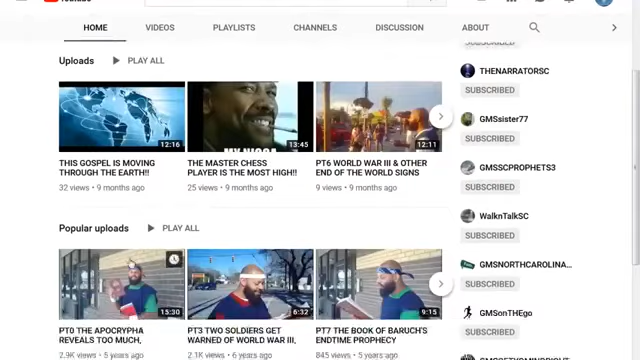 HOME VIDEOS PLAYLISTS CHANNELS DISCUSSION ABOUT
SUBSCRIBED
Uploads PLAY ALL
12:16
MY NIGGA
13:45
12:11
THIS GOSPEL IS MOVING
THROUGH THE EARTH!!
32 views • 9 months ago
THE MASTER CHESS
PLAYER IS THE MOST HIGH!!
25 views • 9 months ago
PT6 WORLD WAR III & OTHER
END OF THE WORLD SIGNS
9 views • 9 months ago
Popular uploads PLAY ALL
15:30
6:32
9:15
PT0 THE APOCRYPHA
REVEALS TOO MUCH,
2.9K views • 5 years ago
PT3 TWO SOLDIERS GET
WARNED OF WORLD WAR III,
2.1K views • 6 years ago
PT7 THE BOOK OF BARUCH'S
ENDTIME PROPHECY
845 views • 5 years ago
THENARRATORSC
SUBSCRIBED
GMSsister77
SUBSCRIBED
GMSSCPROPHETS3
SUBSCRIBED
WalknTalkSC
SUBSCRIBED
GMSNORTHCAROLINA...
SUBSCRIBED
GMSonTHEgo
SUBSCRIBED